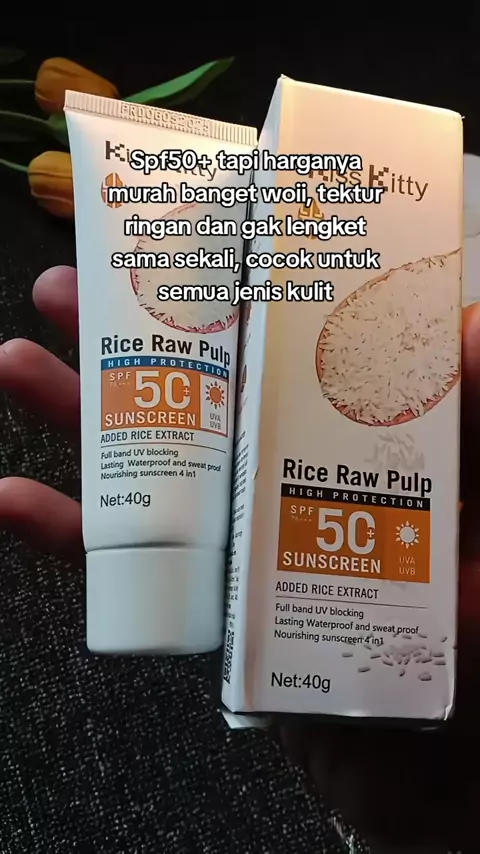 Spf50+ tapi harganya
murah banget woii, tektur
ringan dan gak lengket
sama sekali, cocok untuk
semua jenis kulit
Rice Raw Pulp
HIGH PROTECTION
SPF
50+
SUNSCREEN
UVA
UVB
ADDED RICE EXTRACT
Full band UV blocking
Lasting Waterproof and sweat proof
Nourishing sunscreen 4 in1
Net:40g
Kitty
Rice Raw Pulp
HIGH PROTECTION
SPF
50+
SUNSCREEN
UVA
UVB
ADDED RICE EXTRACT
Full band UV blocking
Lasting Waterproof and sweat proof
Nourishing sunscreen 4 in1
Net:40g